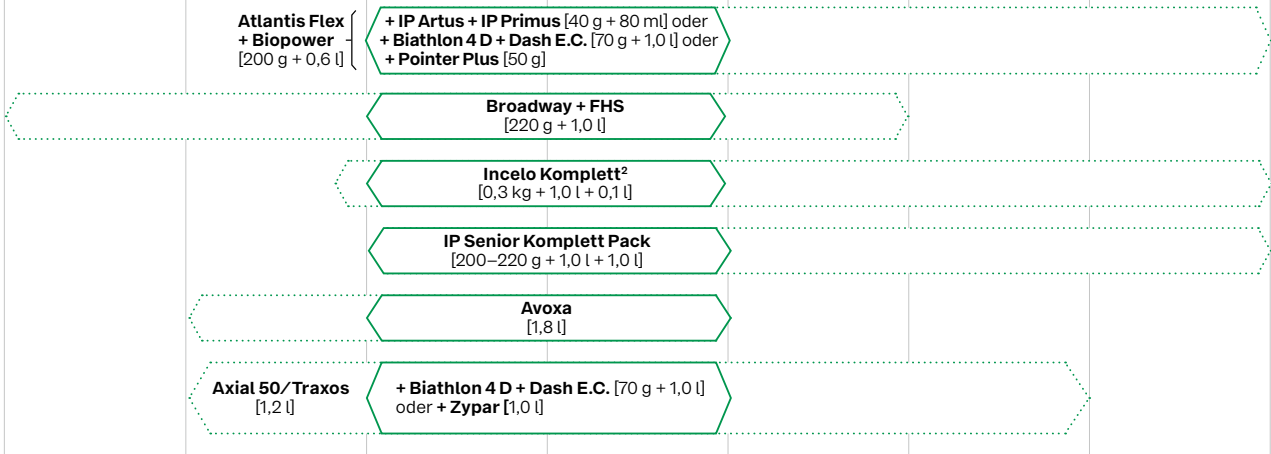 Atlantis Flex
+ Biopower
[200 g + 0,6 l]
+ IP Artus + IP Primus [40 g + 80 ml] oder
+ Biathlon 4 D + Dash E.C. [70 g + 1,0 l] oder
+ Pointer Plus [50 g]
Broadway + FHS
[220 g + 1,0 l]
Incelo Komplett²
[0,3 kg + 1,0 l + 0,1 l]
IP Senior Komplett Pack
[200–220 g + 1,0 l + 1,0 l]
Avoxa
[1,8 l]
Axial 50/Traxos
[1,2 l]
+ Biathlon 4 D + Dash E.C. [70 g + 1,0 l]
oder + Zypar [1,0 l]